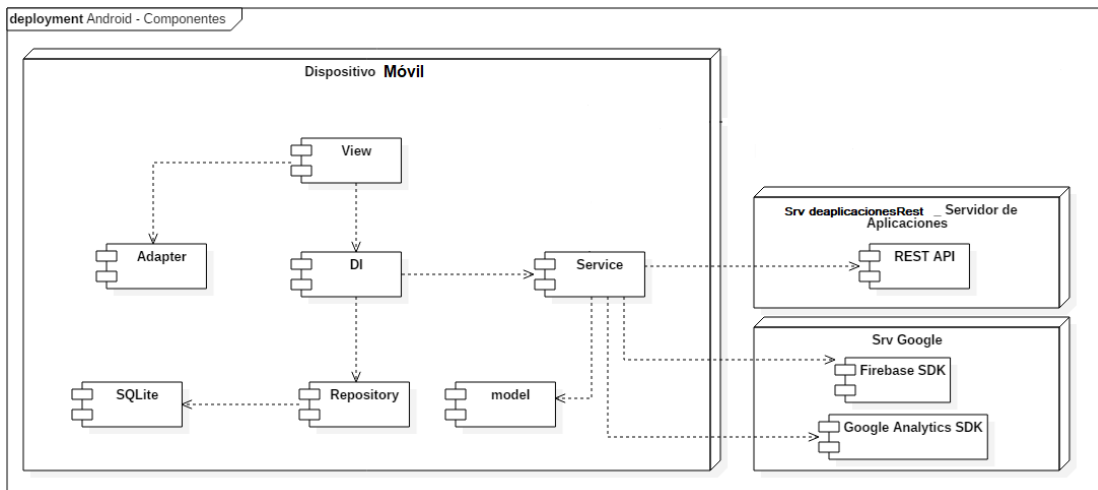 deployment Android - Componentes
Dispositivo Móvil
View
Adapter
DI
Service
SQLite
Repository
model
Srv deaplicacionesRest _ Servidor de
Aplicaciones
REST API
Srv Google
Firebase SDK
Google Analytics SDK